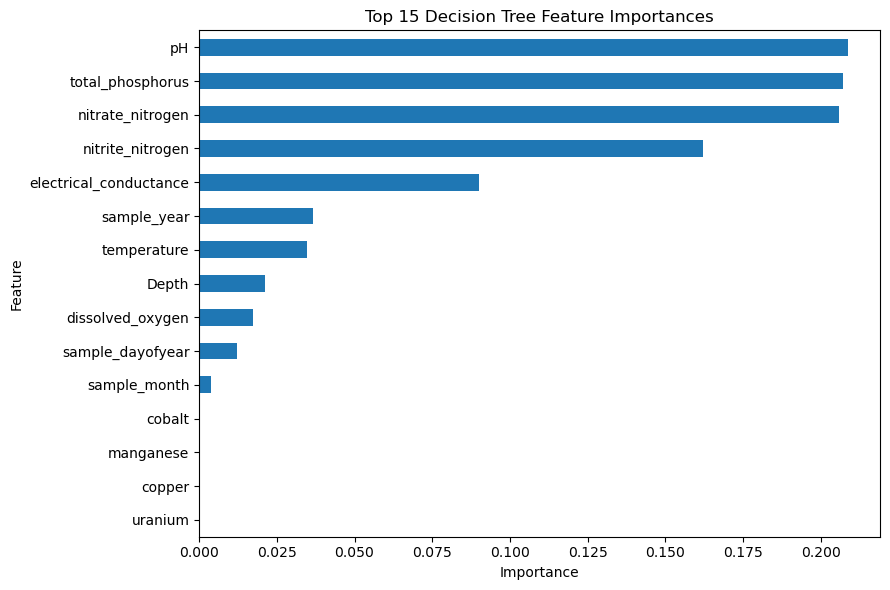 Top 15 Decision Tree Feature Importances
pH
total_phosphorus
nitrate_nitrogen
nitrite_nitrogen
electrical_conductance
sample_year
temperature
Depth
dissolved_oxygen
sample_dayofyear
sample_month
cobalt
manganese
copper
uranium
Feature
0.000 0.025 0.050 0.075 0.100 0.125 0.150 0.175 0.200
Importance